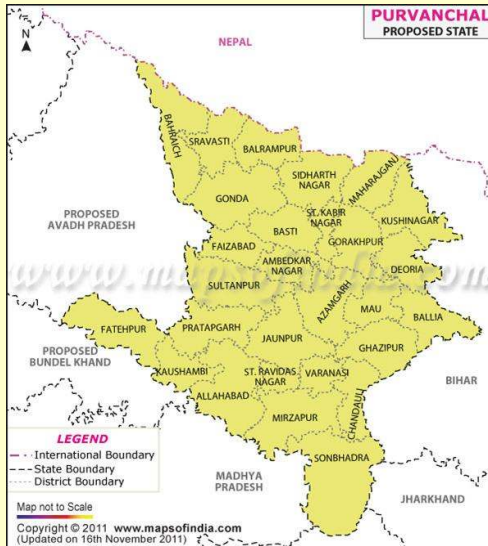 PURVANCHAL
PROPOSED STATE
N
NEPAL
BAHRAICH
SRAVASTI
BALRAMPUR
SIDHARTH
NAGAR
MAHARAJGANJ
GONDA
ST. KABIR
NAGAR
KUSHINAGAR
PROPOSED
AVADH PRADESH
BASTI
GORAKHPUR
FAIZABAD
AMBEDKAR
NAGAR
DEORIA
www.mapsofindia.com
SULTANPUR
AZAMGARH
MAU
BALLIA
FATEHPUR
PRATAPGARH
JAUNPUR
GHAZIPUR
PROPOSED
BUNDEL KHAND
KAUSHAMBI
ST. RAVIDAS
NAGAR
VARANASI
BIHAR
ALLAHABAD
CHANDAULI
MIRZAPUR
LEGEND
International Boundary
State Boundary
District Boundary
SONBHADRA
MADHYA
PRADESH
JHARKHAND
Map not to Scale
Copyright © 2011 www.mapsofindia.com
(Updated on 16th November 2011)